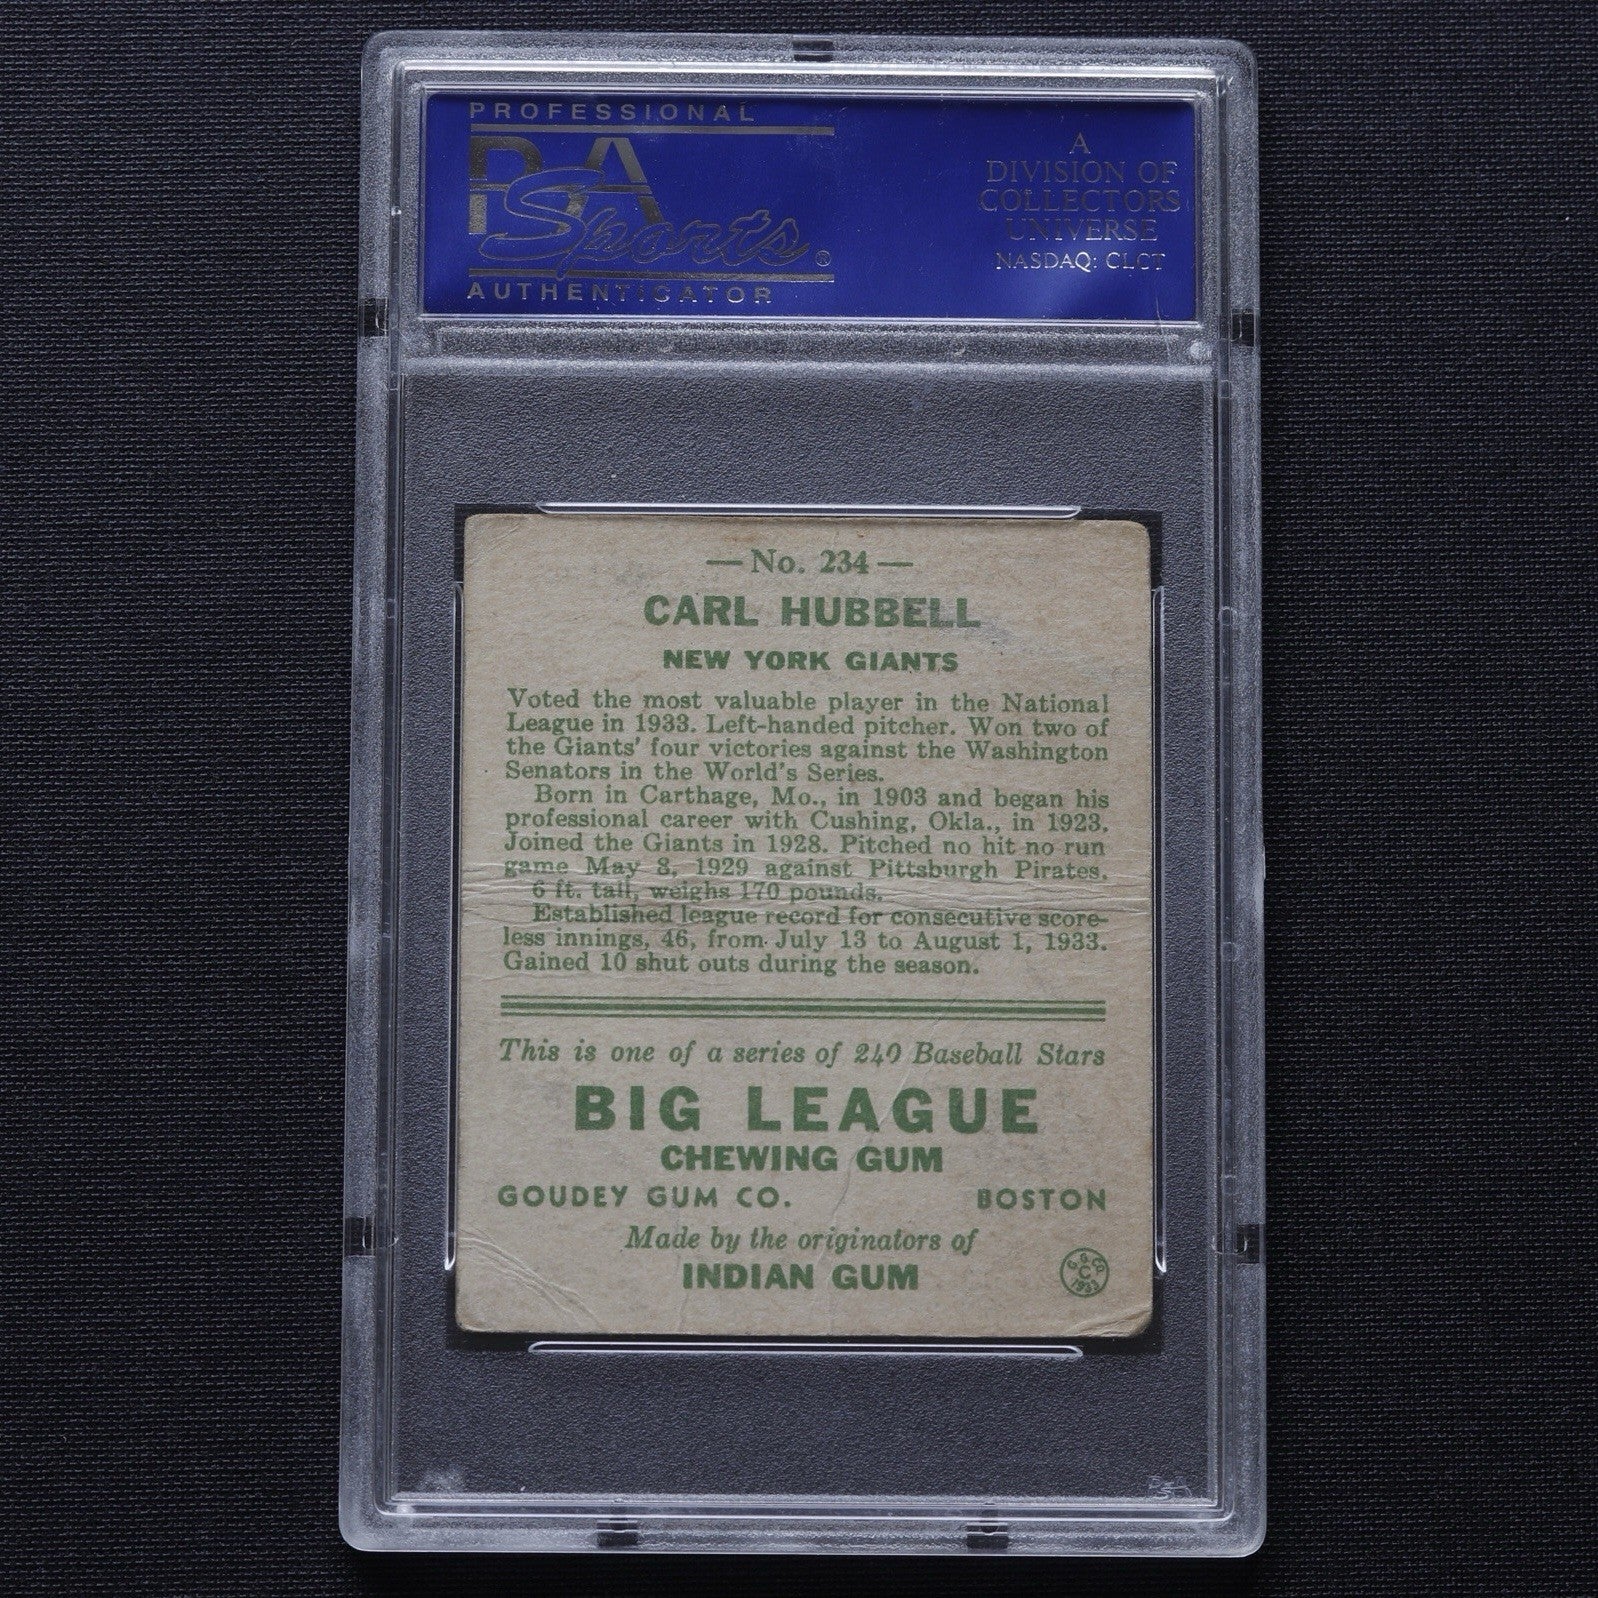 PROFESSIONAL
PSA
Sports®
AUTHENTICATOR
A
DIVISION OF
COLLECTORS
UNIVERSE
NASDAQ: CLCT
— No. 234 —
CARL HUBBELL
NEW YORK GIANTS
Voted the most valuable player in the National
League in 1933. Left-handed pitcher. Won two of
the Giants' four victories against the Washington
Senators in the World's Series.
Born in Carthage, Mo., in 1903 and began his
professional career with Cushing, Okla., in 1923.
Joined the Giants in 1928. Pitched no hit no run
game May 8, 1929 against Pittsburgh Pirates.
6 ft. tall, weighs 170 pounds.
Established league record for consecutive score-
less innings, 46, from July 13 to August 1, 1933.
Gained 10 shut outs during the season.
This is one of a series of 240 Baseball Stars
BIG LEAGUE
CHEWING GUM
GOUDEY GUM CO. BOSTON
Made by the originators of
INDIAN GUM
G. G. CO.
C
1933
PSA